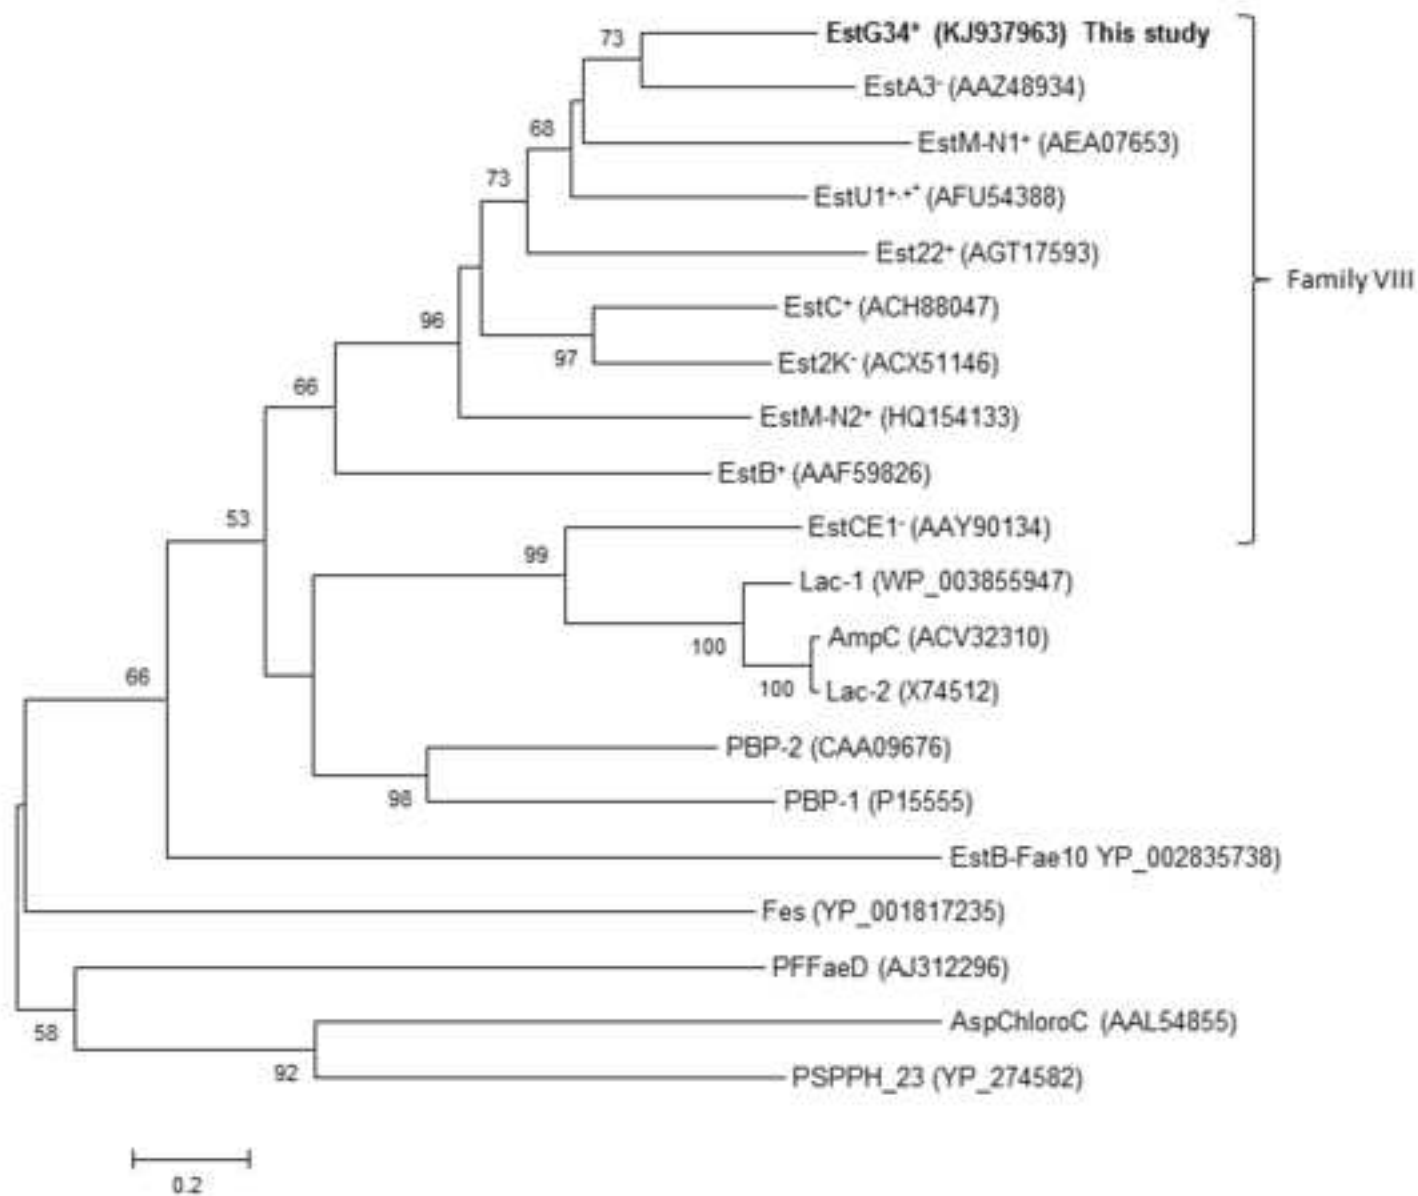 73
EstG34* (KJ937963) This study
EstA3- (AAZ48934)
68
EstM-N1+ (AEA07653)
73
EstU1+,+* (AFU54388)
Est22+ (AGT17593)
Family VIII
EstC+ (ACH88047)
96
97
Est2K- (ACX51146)
66
EstM-N2+ (HQ154133)
EstB+ (AAF59826)
53
EstCE1- (AAY90134)
99
Lac-1 (WP_003855947)
AmpC (ACV32310)
100
100
Lac-2 (X74512)
66
PBP-2 (CAA09676)
98
PBP-1 (P15555)
EstB-Fae10 YP_002835738)
Fes (YP_001817235)
PFFaeD (AJ312296)
58
AspChloroC (AAL54855)
92
PSPPH_23 (YP_274582)
0.2